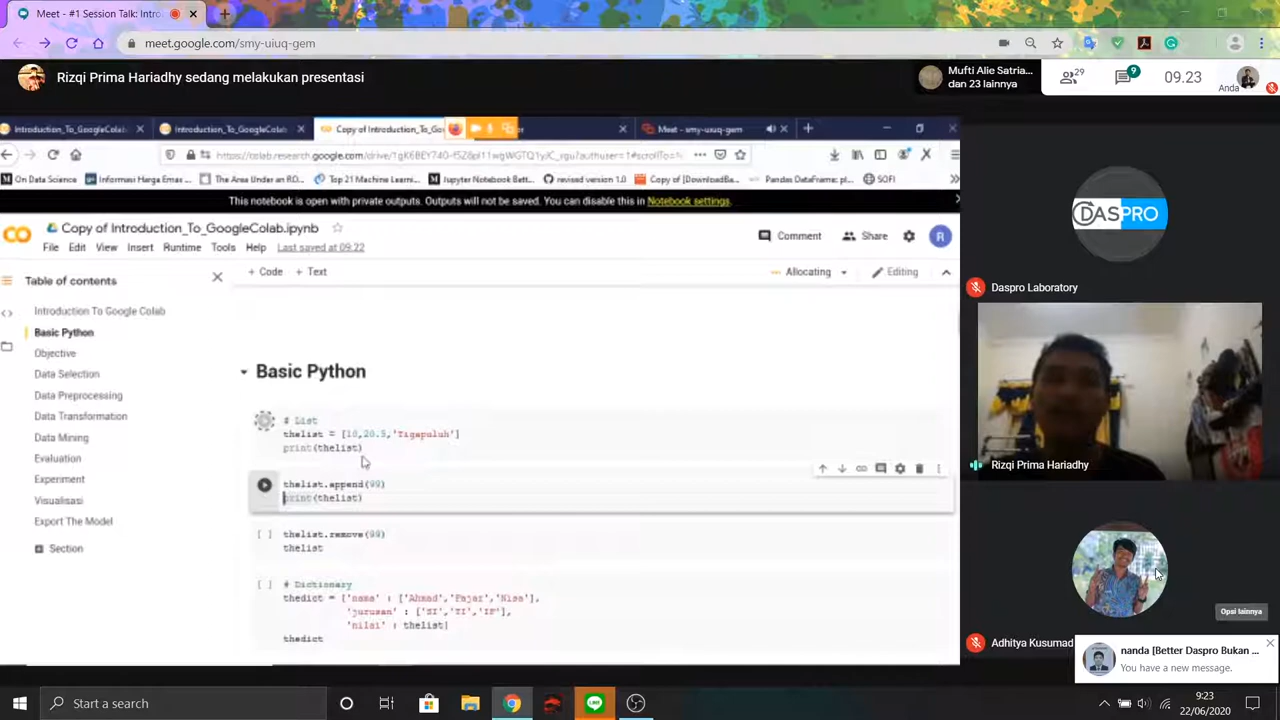 Meet - #1 Session Talk: Introd
meet.google.com/smy-uiuq-gem
Rizqi Prima Hariadhy sedang melakukan presentasi
Mufti Alie Satria...
dan 23 lainnya
29
9
09.23
Anda
Introduction_To_GoogleColab
Introduction_To_GoogleColab
Copy of Introduction_To_Goo
Meet - smy-uiuq-gem
On Data Science
Informasi Harga Emas ...
The Area Under an RO...
Top 21 Machine Learni...
Jupyter Notebook Bett...
revised version 1.0
Copy of [DownloadBa...
Pandas DataFrame: pl...
SOFI
This notebook is open with private outputs. Outputs will not be saved. You can disable this in Notebook settings.
Copy of Introduction_To_GoogleColab.ipynb
Comment
Share
R
File Edit View Insert Runtime Tools Help Last saved at 09:22
Table of contents
+ Code + Text
Allocating
Editing
Introduction To Google Colab
Basic Python
Objective
Data Selection
Data Preprocessing
Data Transformation
Data Mining
Evaluation
Experiment
Visualisasi
Export The Model
Section
Basic Python
# List
thelist = [10,20.5,'Tigapuluh']
print(thelist)
thelist.append(99)
print(thelist)
[ ] thelist.remove(99)
thelist
[ ] # Dictionary
thedict = {'nama' : ['Ahmad','Fajar','Nisa'],
'jurusan' : ['SI','TI','IF'],
'nilai' : thelist}
thedict
DASPRO
Daspro Laboratory
Rizqi Prima Hariadhy
Opsi lainnya
Adhitya Kusumad
nanda [Better Daspro Bukan ...
You have a new message.
Start a search
LINE
9:23
22/06/2020